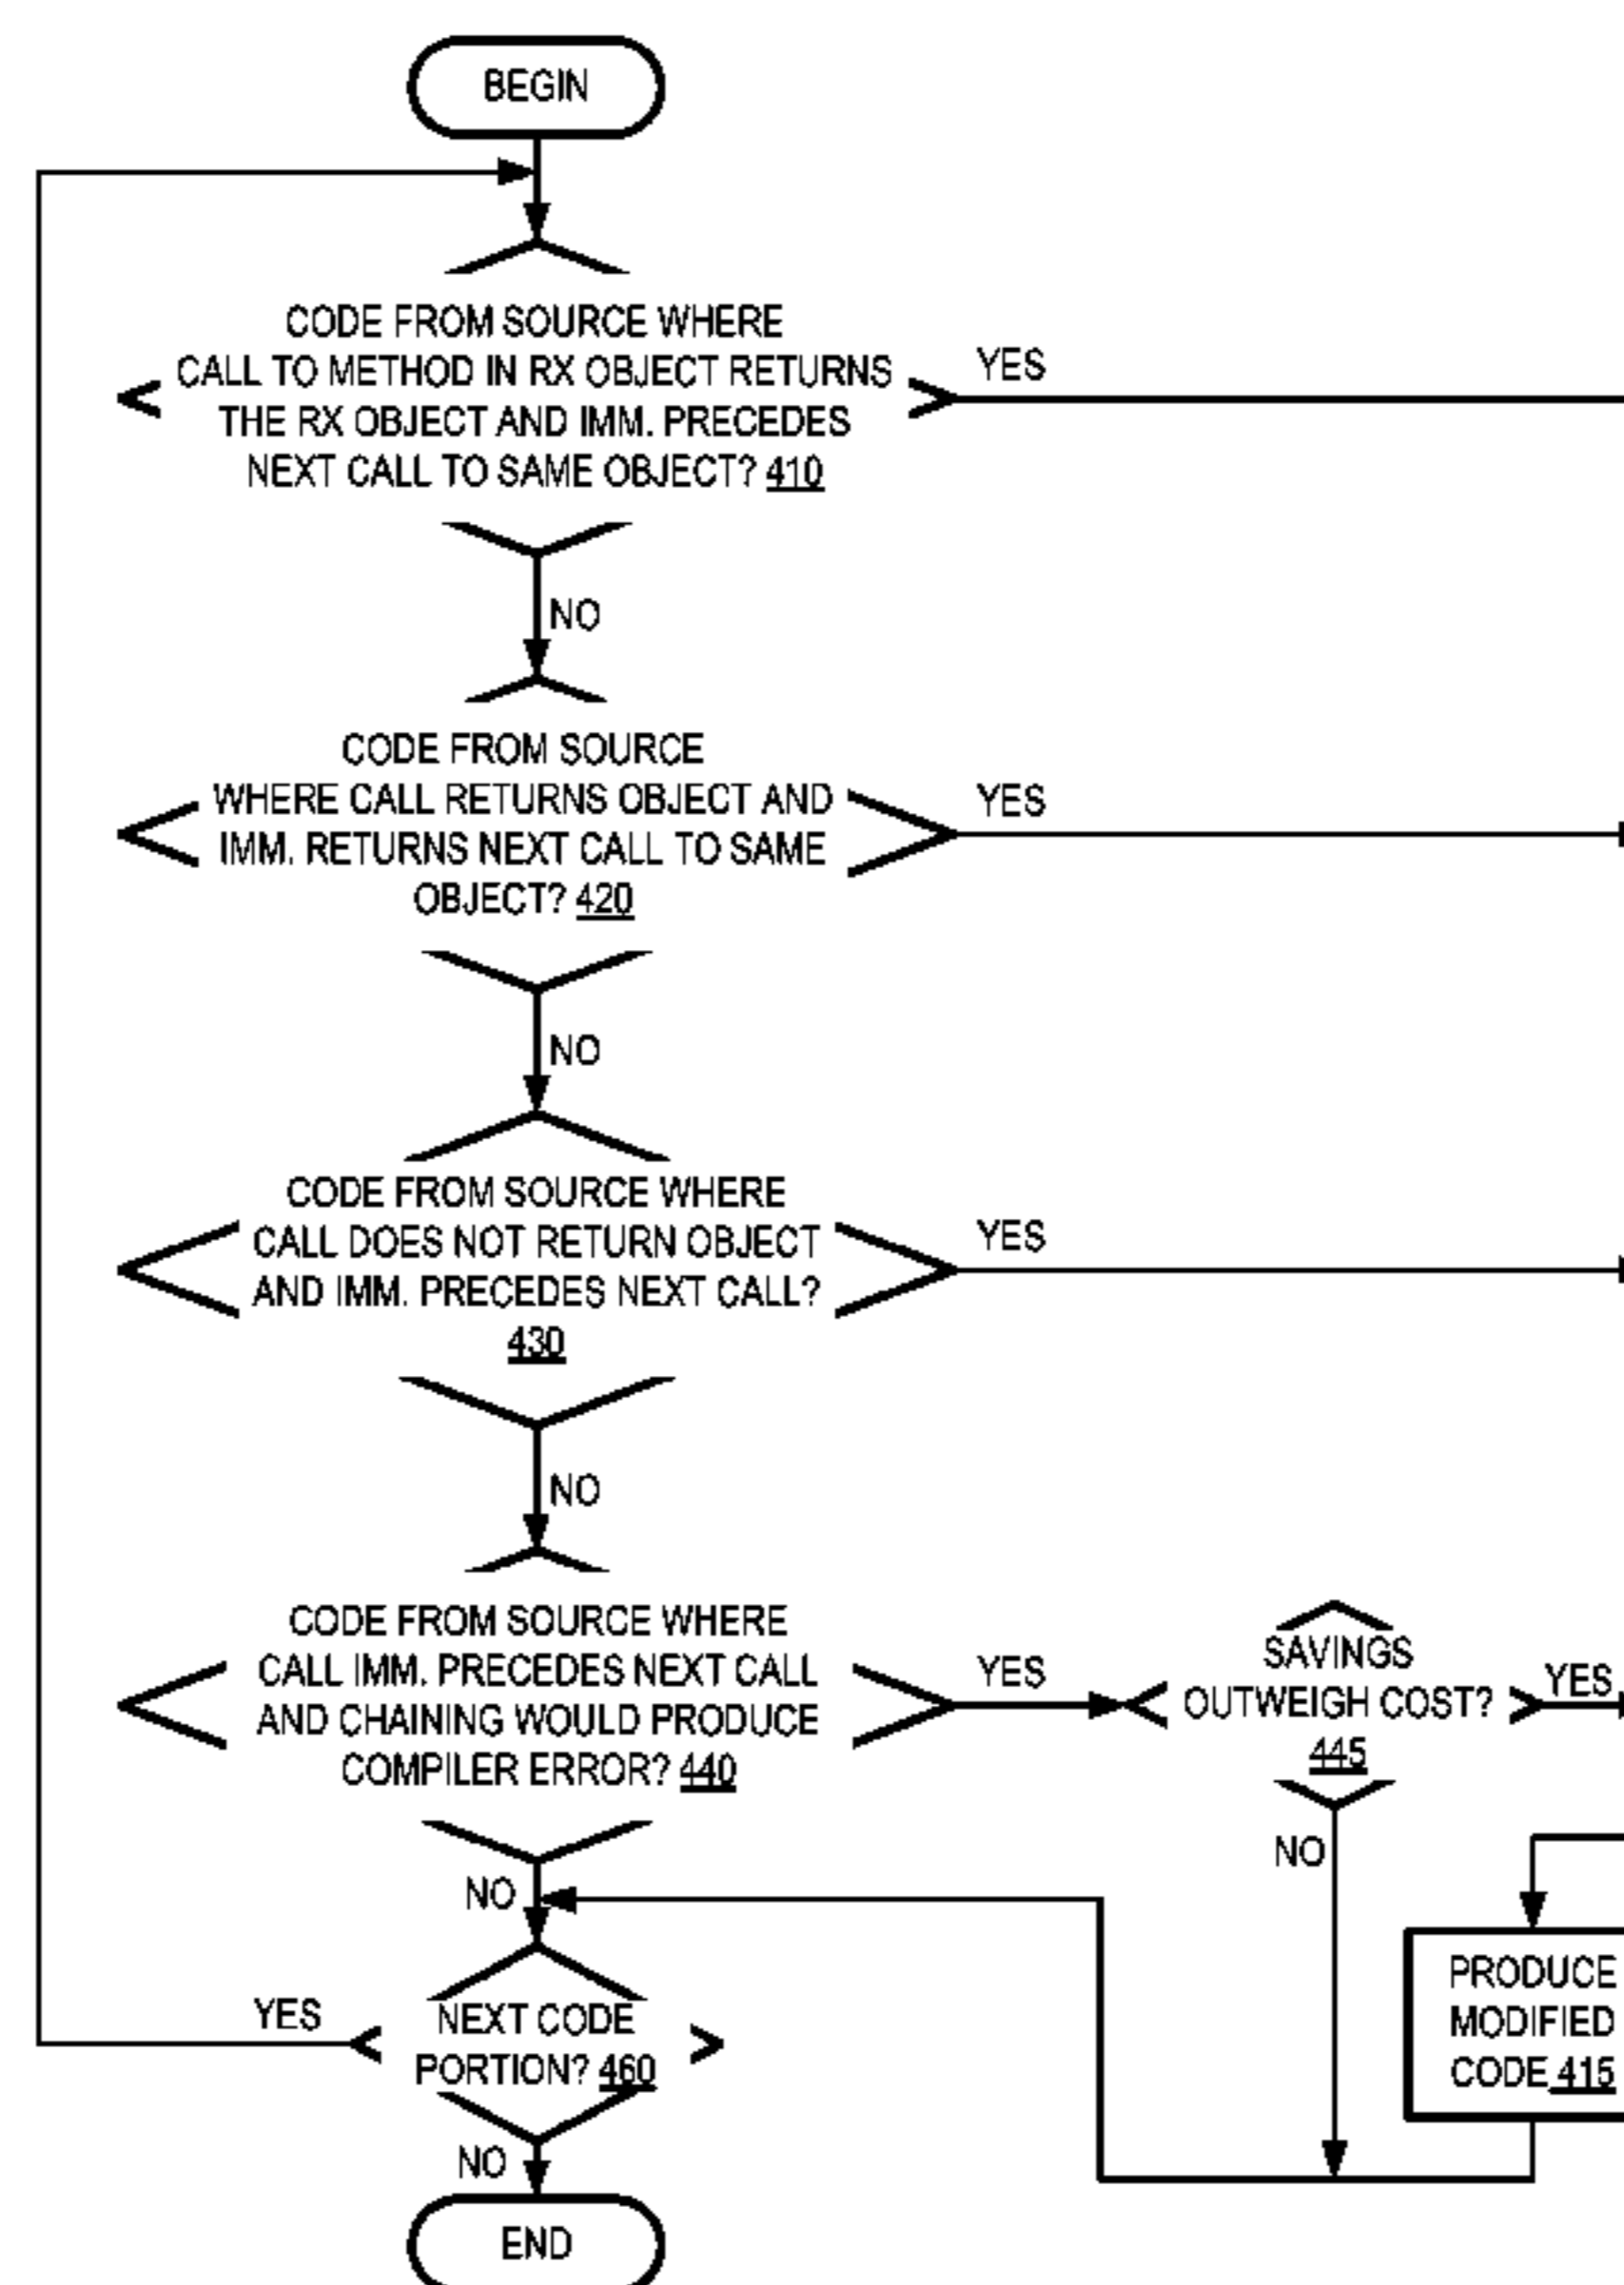 BEGIN
CODE FROM SOURCE WHERE
CALL TO METHOD IN RX OBJECT RETURNS
THE RX OBJECT AND IMM. PRECEDES
NEXT CALL TO SAME OBJECT? 410
YES
NO
CODE FROM SOURCE
WHERE CALL RETURNS OBJECT AND
IMM. RETURNS NEXT CALL TO SAME
OBJECT? 420
YES
NO
CODE FROM SOURCE WHERE
CALL DOES NOT RETURN OBJECT
AND IMM. PRECEDES NEXT CALL?
430
YES
NO
CODE FROM SOURCE WHERE
CALL IMM. PRECEDES NEXT CALL
AND CHAINING WOULD PRODUCE
COMPILER ERROR? 440
YES
SAVINGS
OUTWEIGH COST?
445
YES
NO
NO
PRODUCE
MODIFIED
CODE 415
NEXT CODE
PORTION? 460
YES
NO
END